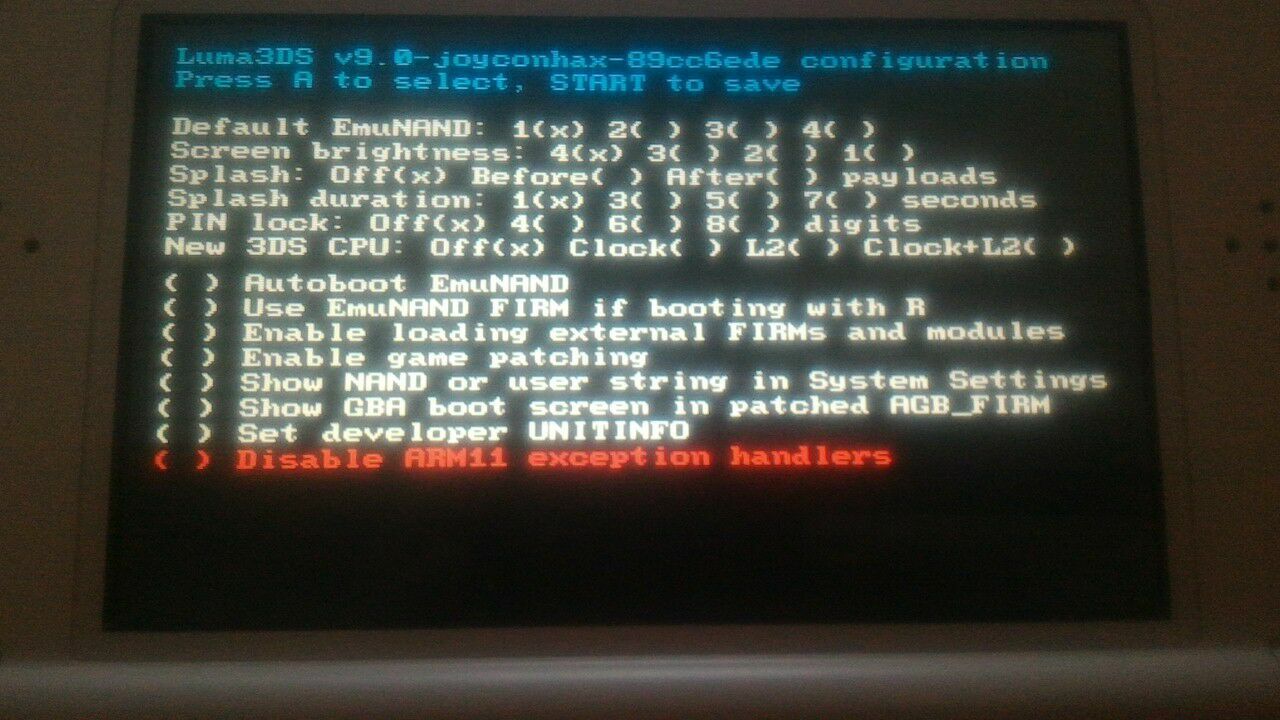 Luma3DS v9.0-joyconhax-89cc6ede configuration
Press A to select, START to save
Default EmuNAND: 1(x) 2( ) 3( ) 4( )
Screen brightness: 4(x) 3( ) 2( ) 1( )
Splash: Off(x) Before( ) After( ) payloads
Splash duration: 1(x) 3( ) 5( ) 7( ) seconds
PIN lock: Off(x) 4( ) 6( ) 8( ) digits
New 3DS CPU: Off(x) Clock( ) L2( ) Clock+L2( )
( ) Autoboot EmuNAND
( ) Use EmuNAND FIRM if booting with R
( ) Enable loading external FIRMs and modules
( ) Enable game patching
( ) Show NAND or user string in System Settings
( ) Show GBA boot screen in patched AGB_FIRM
( ) Set developer UNITINFO
( ) Disable ARM11 exception handlers